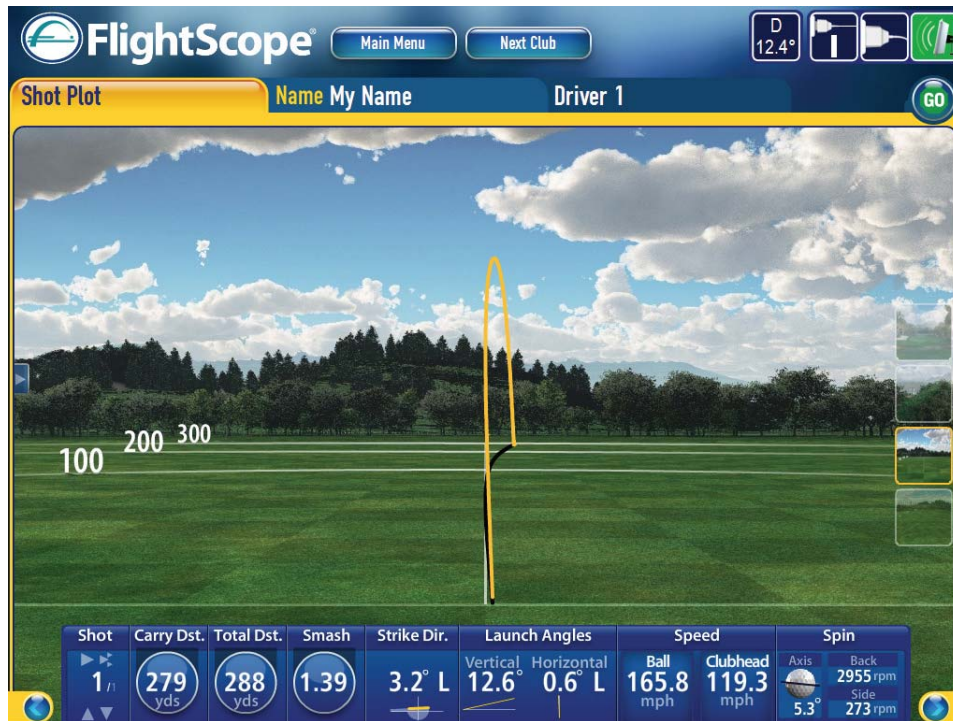 FlightScope®
Main Menu
Next Club
D
12.4°
Shot Plot
Name My Name
Driver 1
GO
300
200
100
Shot
1/1
Carry Dst.
279
yds
Total Dst.
288
yds
Smash
1.39
Strike Dir.
3.2° L
Launch Angles
Vertical
12.6°
Horizontal
0.6° L
Speed
Ball
165.8
mph
Clubhead
119.3
mph
Spin
Axis
5.3°
Back
2955 rpm
Side
273 rpm